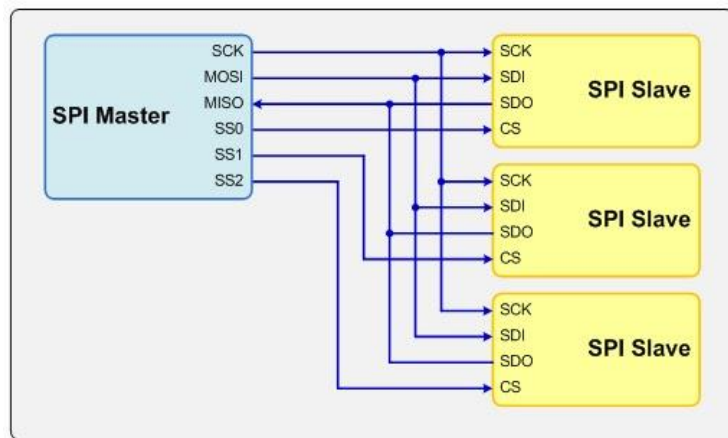 SPI Master
SCK
MOSI
MISO
SS0
SS1
SS2
SCK
SDI
SDO
CS
SPI Slave
SCK
SDI
SDO
CS
SPI Slave
SCK
SDI
SDO
CS
SPI Slave